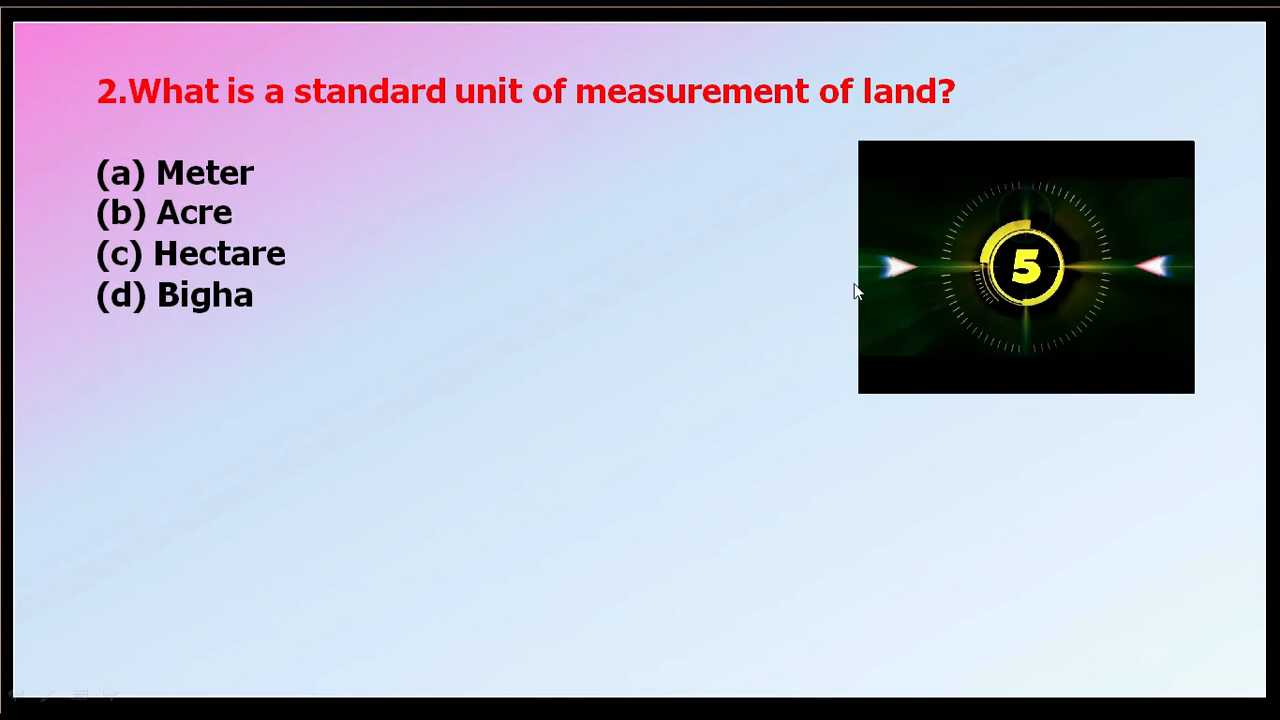 2.What is a standard unit of measurement of land?
(a) Meter
(b) Acre
(c) Hectare
(d) Bigha
5